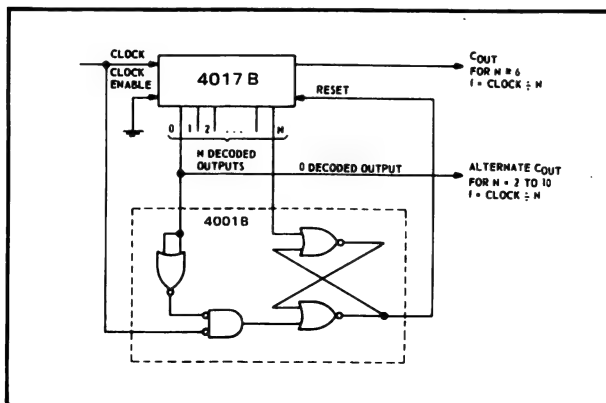 CLOCK
CLOCK
ENABLE
4017 B
COUT
FOR N ≥ 6
f = CLOCK ÷ N
RESET
0 1 2 ... N
N DECODED
OUTPUTS
0 DECODED OUTPUT
ALTERNATE COUT
FOR N = 2 TO 10
f = CLOCK ÷ N
4001B